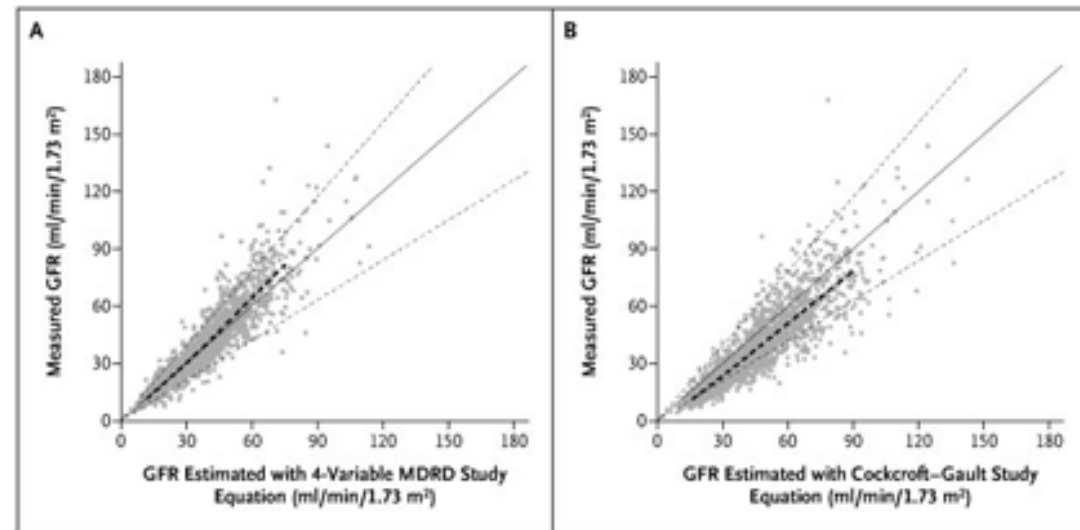 A
Measured GFR (ml/min/1.73 m²)
180
150
120
90
60
30
0
0 30 60 90 120 150 180
GFR Estimated with 4-Variable MDRD Study
Equation (ml/min/1.73 m²)
B
Measured GFR (ml/min/1.73 m²)
180
150
120
90
60
30
0
0 30 60 90 120 150 180
GFR Estimated with Cockcroft–Gault Study
Equation (ml/min/1.73 m²)